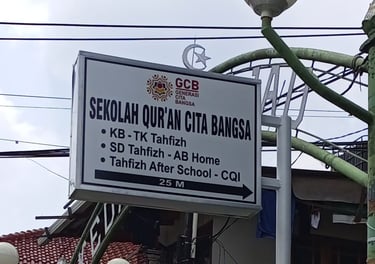 GCB
GENERASI
CITA
BANGSA
SEKOLAH QUR'AN CITA BANGSA
• KB - TK Tahfizh
• SD Tahfizh - AB Home
• Tahfizh After School - CQI
25 M